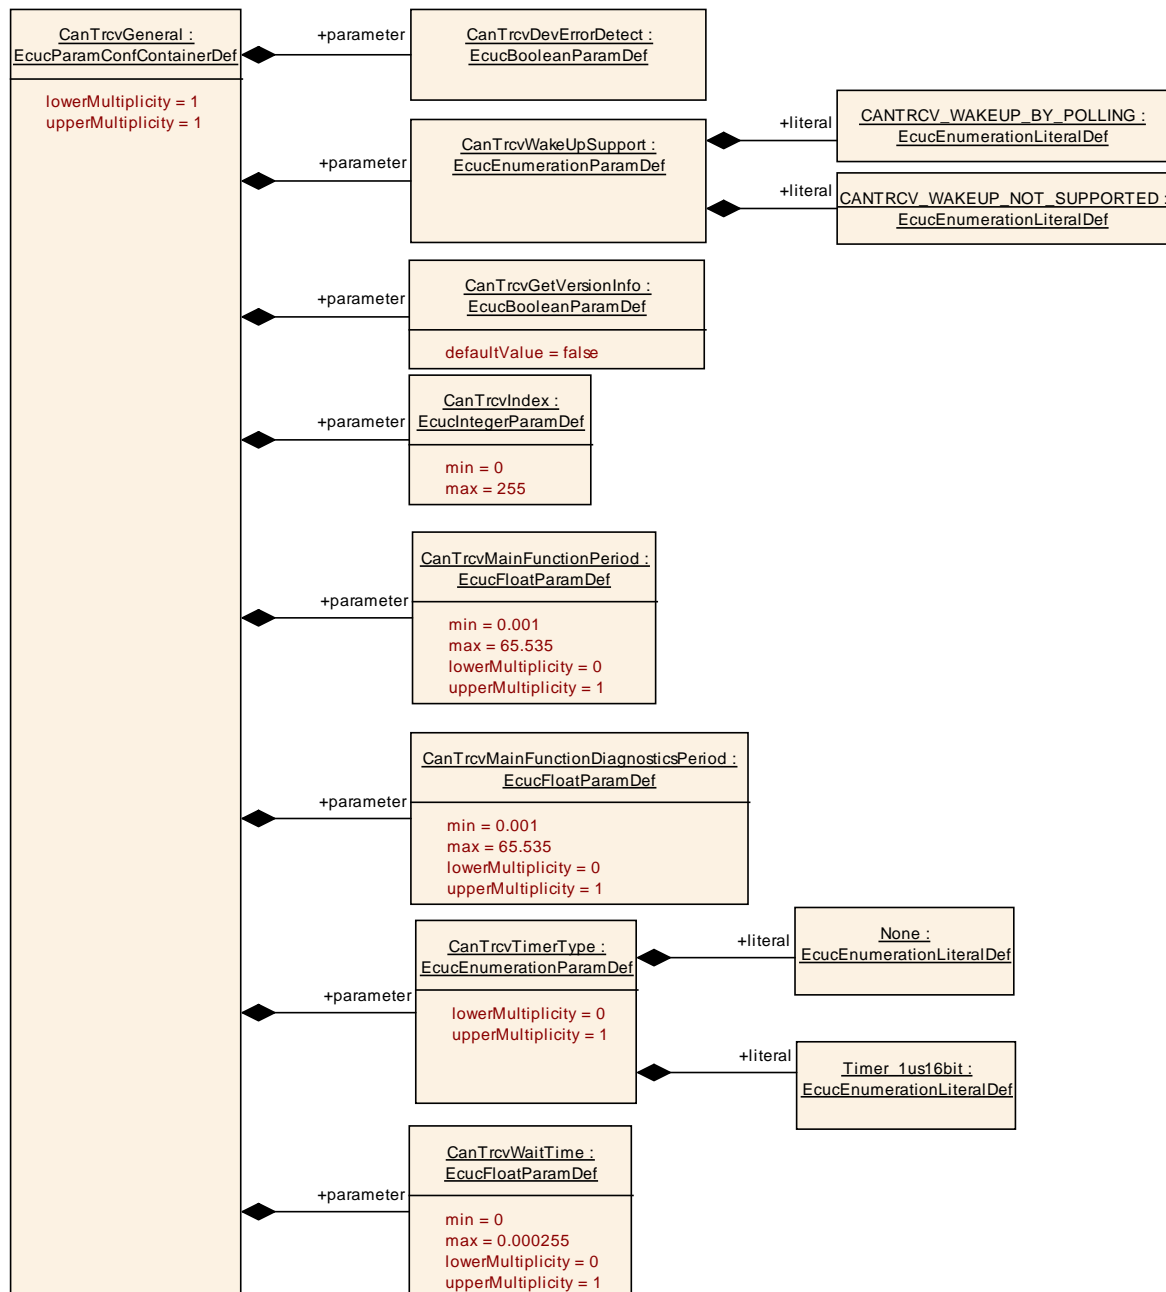 CanTrcvGeneral :
EcucParamConfContainerDef
lowerMultiplicity = 1
upperMultiplicity = 1
+parameter
CanTrcvDevErrorDetect :
EcucBooleanParamDef
+parameter
CanTrcvWakeUpSupport :
EcucEnumerationParamDef
+literal
CANTRCV_WAKEUP_BY_POLLING :
EcucEnumerationLiteralDef
+literal
CANTRCV_WAKEUP_NOT_SUPPORTED :
EcucEnumerationLiteralDef
+parameter
CanTrcvGetVersionInfo :
EcucBooleanParamDef
defaultValue = false
+parameter
CanTrcvIndex :
EcucIntegerParamDef
min = 0
max = 255
+parameter
CanTrcvMainFunctionPeriod :
EcucFloatParamDef
min = 0.001
max = 65.535
lowerMultiplicity = 0
upperMultiplicity = 1
+parameter
CanTrcvMainFunctionDiagnosticsPeriod :
EcucFloatParamDef
min = 0.001
max = 65.535
lowerMultiplicity = 0
upperMultiplicity = 1
+parameter
CanTrcvTimerType :
EcucEnumerationParamDef
lowerMultiplicity = 0
upperMultiplicity = 1
+literal
None :
EcucEnumerationLiteralDef
+literal
Timer_1us16bit :
EcucEnumerationLiteralDef
+parameter
CanTrcvWaitTime :
EcucFloatParamDef
min = 0
max = 0.000255
lowerMultiplicity = 0
upperMultiplicity = 1